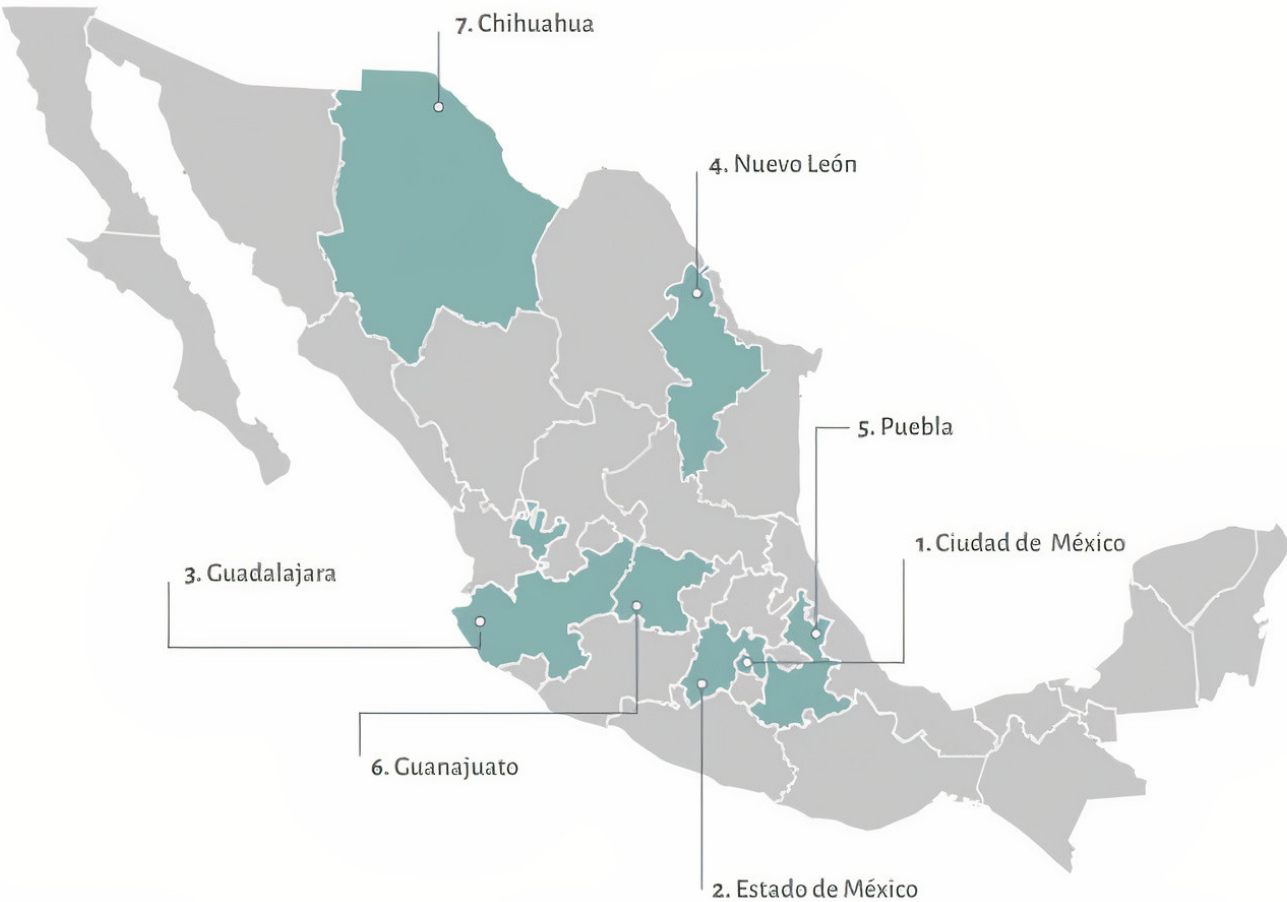 7. Chihuahua
4. Nuevo León
5. Puebla
1. Ciudad de México
3. Guadalajara
6. Guanajuato
2. Estado de México